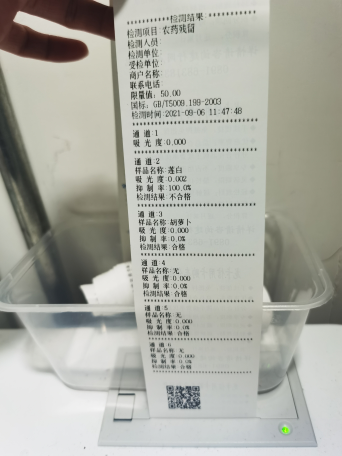 检测结果
检测项目:农药残留
检测人员:
检测单位:
受检单位:
商户名称:
联系电话
限量值: 50.00
国标: GB/T5009.199-2003
检测时间:2021-09-06 11:47:48
通道:1
吸光度:0.000
通道:2
样品名称:莲白
吸光度:0.002
抑制率:100.0%
检测结果 不合格
通道:3
样品名称:胡萝卜
吸光度:0.000
抑制率:0.0%
检测结果 合格
通道:4
样品名称:无
吸光度:0.000
抑制率:0.0%
检测结果 合格
通道:5
样品名称:无
吸光度:0.000
抑制率:0.0%
检测结果 合格
通道:6
样品名称:无
吸光度:0.000
抑制率:0.0%
检测结果 合格